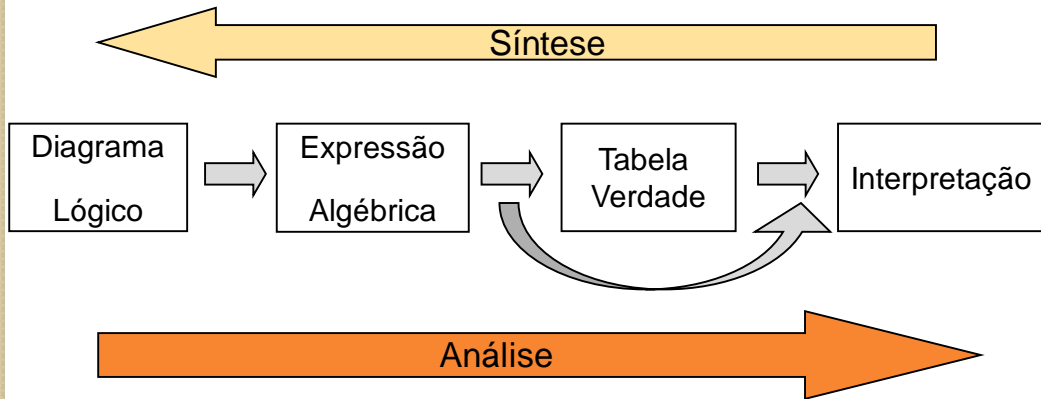 Síntese
Diagrama
Lógico
Expressão
Algébrica
Tabela
Verdade
Interpretação
Análise